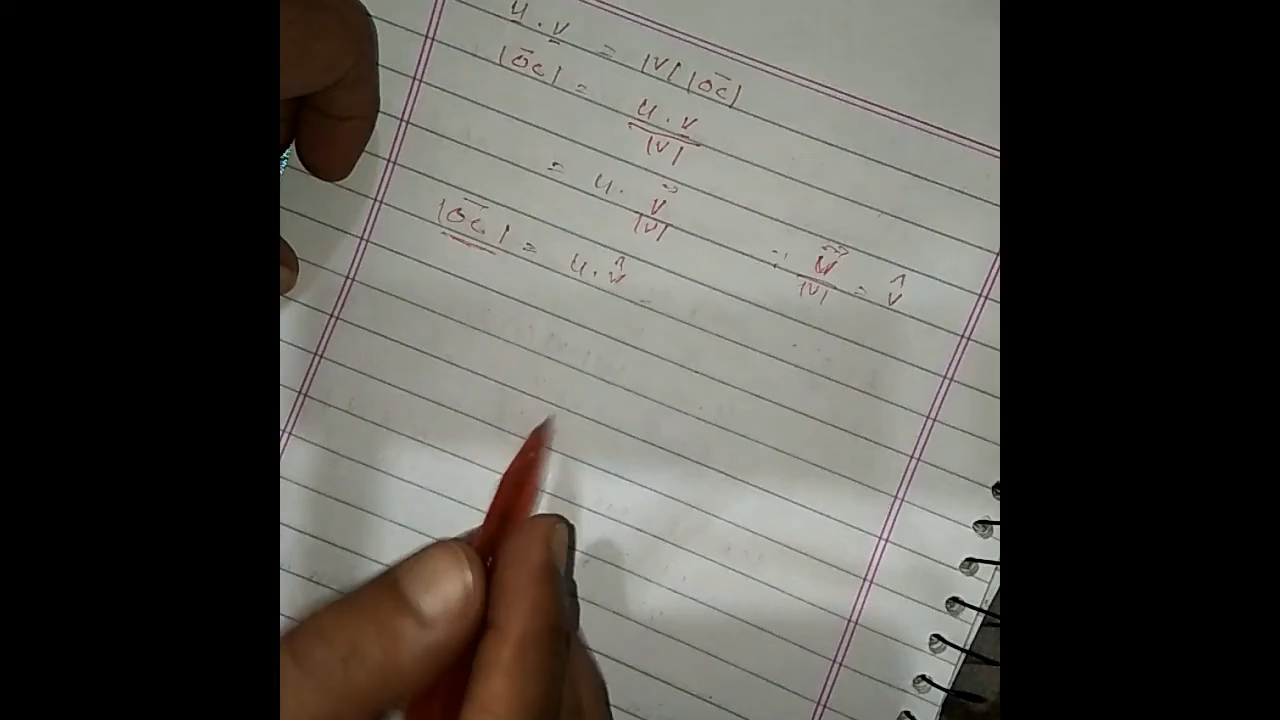 u . v = |v| |OC̅|
|OC̅| = u . v / |v|
= u . v⃗ / |v|
|OC̅| = u . v̂ ∵ v⃗ / |v| = v̂